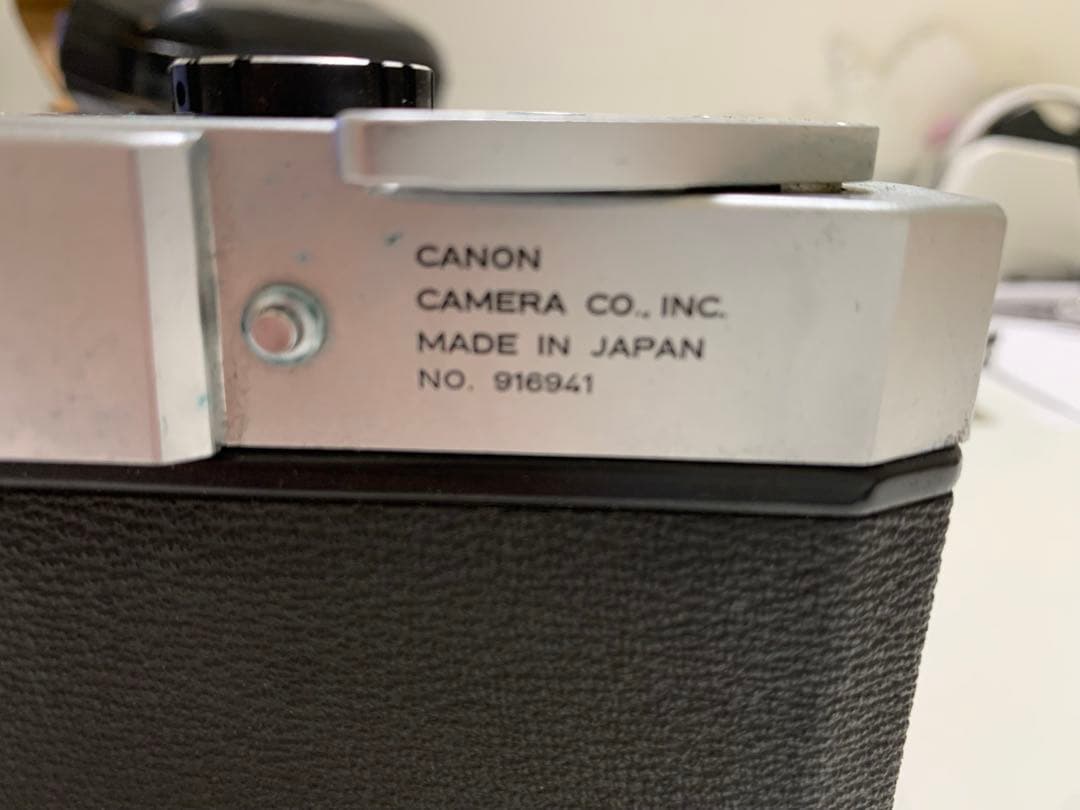 CANON
CAMERA CO., INC.
MADE IN JAPAN
NO. 916941